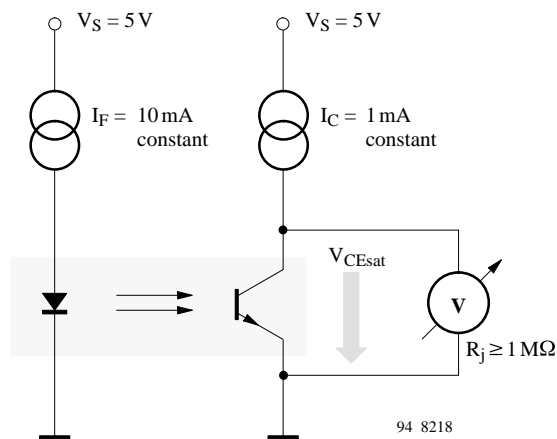 V_S = 5 V
V_S = 5 V
I_F = 10 mA
constant
I_C = 1 mA
constant
V_CEsat
V
R_j ≥ 1 MΩ
94 8218